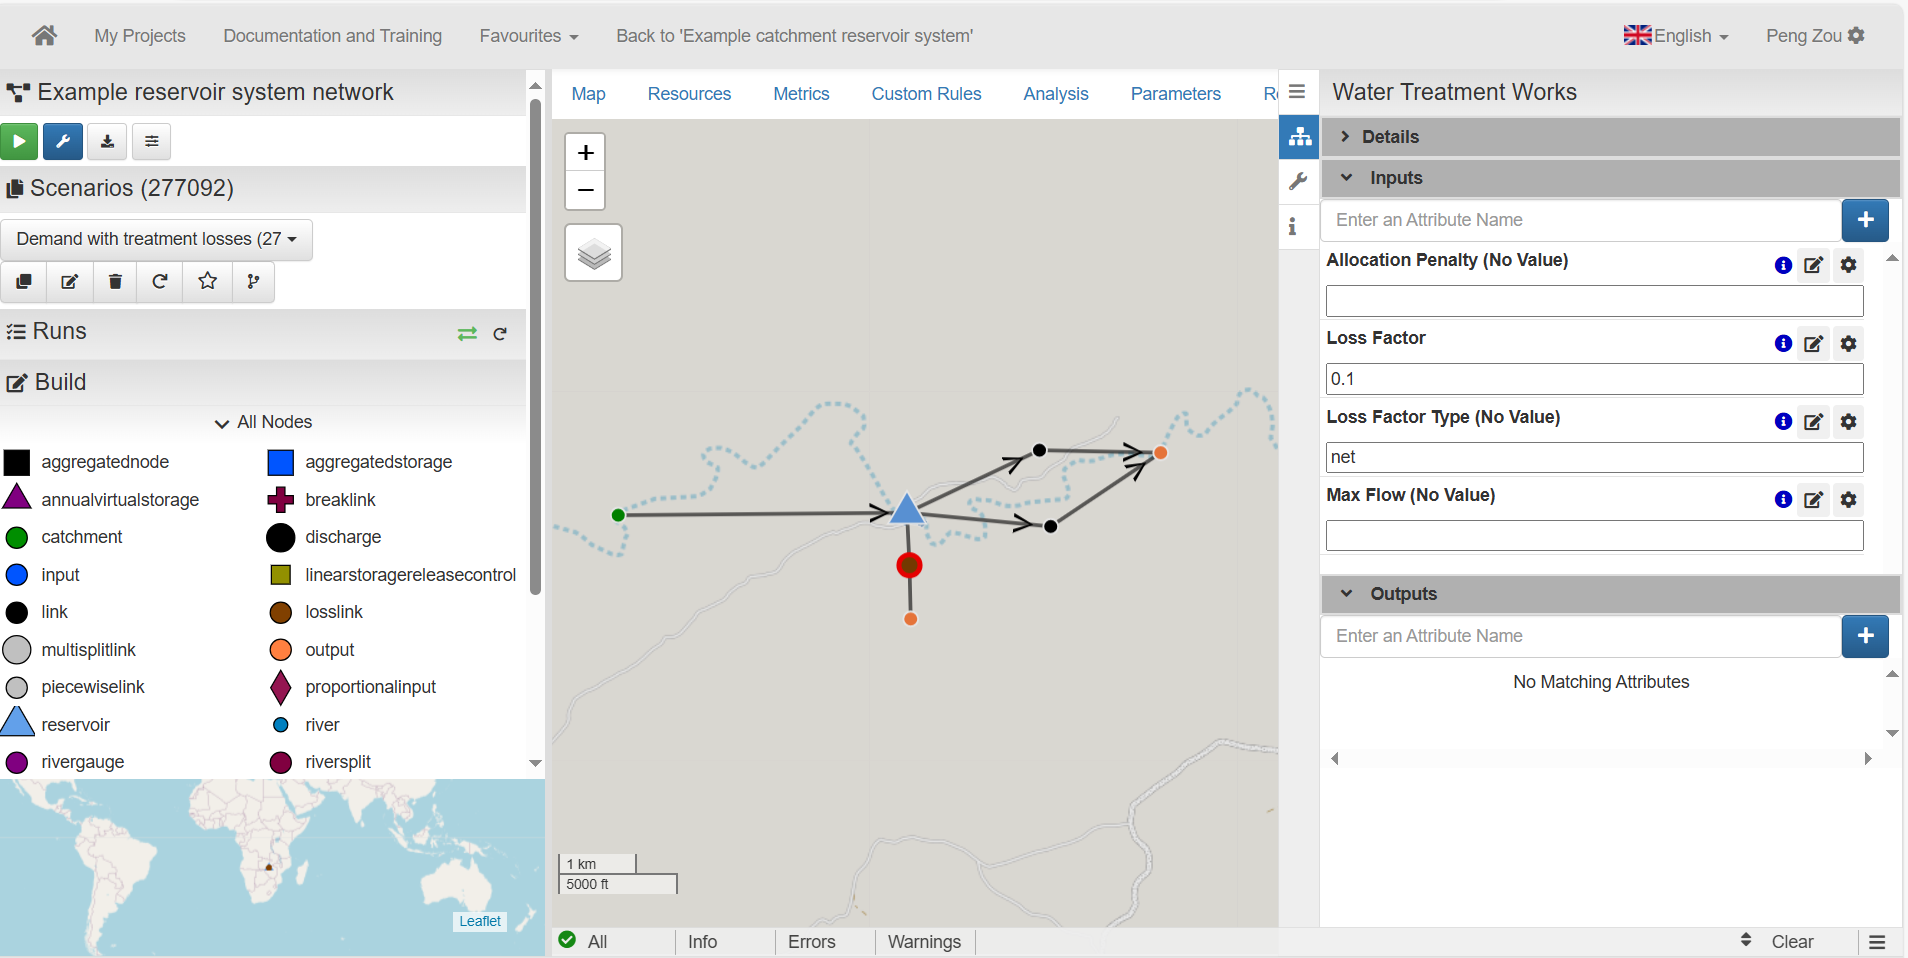 My Projects
Documentation and Training
Favourites
Back to 'Example catchment reservoir system'
English
Peng Zou
Example reservoir system network
Scenarios (277092)
Demand with treatment losses (27
Runs
Build
All Nodes
aggregatednode
aggregatedstorage
annualvirtualstorage
breaklink
catchment
discharge
input
linearstoragereleasecontrol
link
losslink
multisplitlink
output
piecewiselink
proportionalinput
reservoir
river
rivergauge
riversplit
Leaflet
Map
Resources
Metrics
Custom Rules
Analysis
Parameters
+
−
1 km
5000 ft
All
Info
Errors
Warnings
Clear
Water Treatment Works
Details
Inputs
Enter an Attribute Name
Allocation Penalty (No Value)
Loss Factor
0.1
Loss Factor Type (No Value)
net
Max Flow (No Value)
Outputs
Enter an Attribute Name
No Matching Attributes